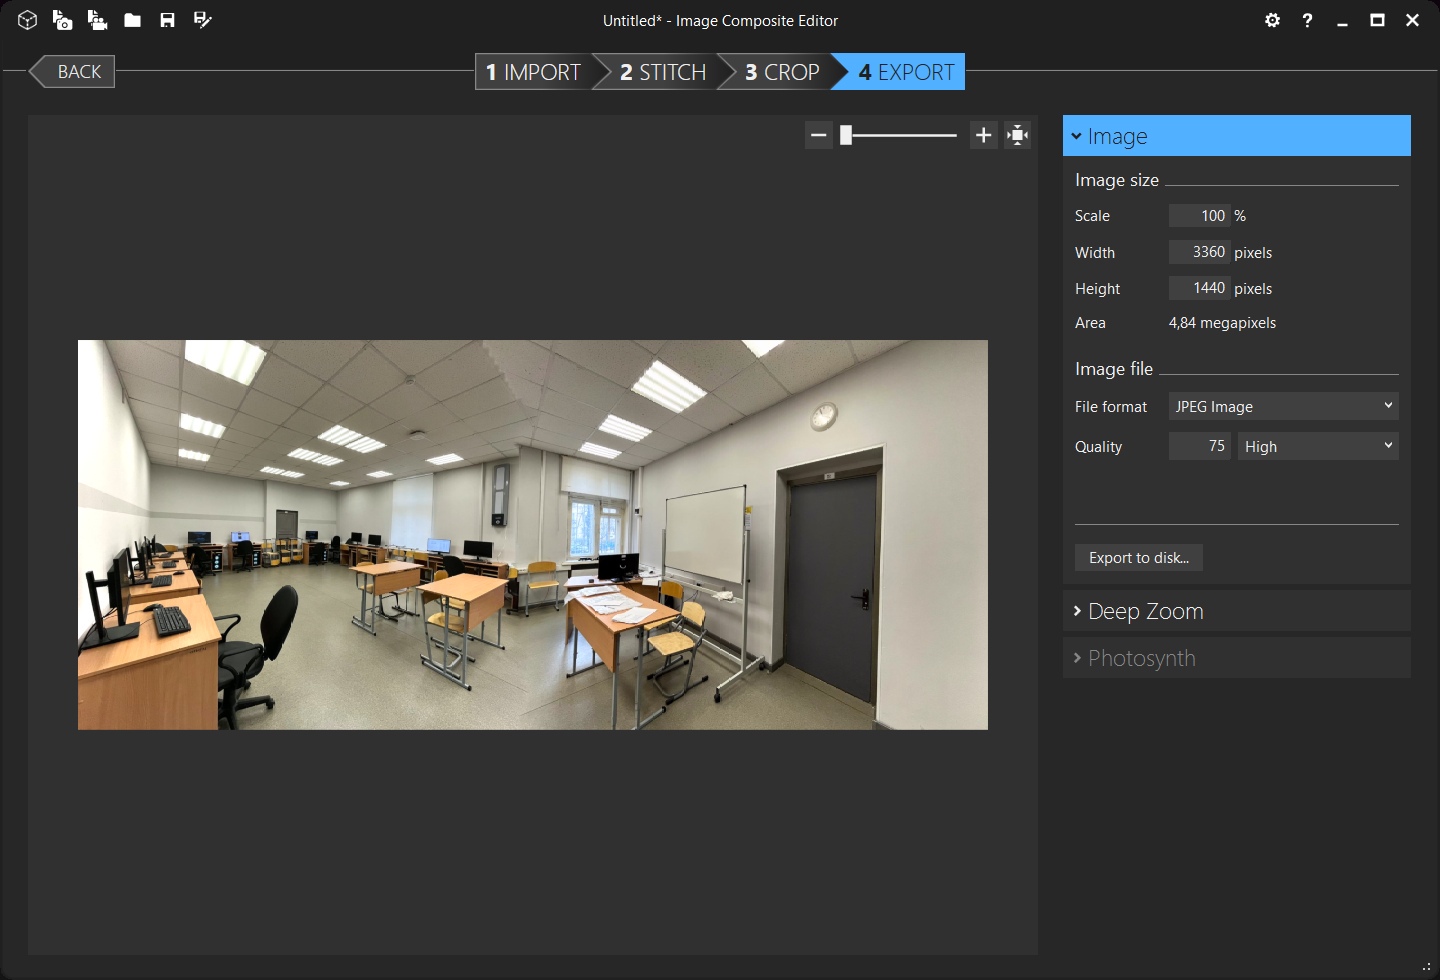 Untitled* - Image Composite Editor
BACK
1 IMPORT
2 STITCH
3 CROP
4 EXPORT
Image
Image size
Scale 100 %
Width 3360 pixels
Height 1440 pixels
Area 4,84 megapixels
Image file
File format JPEG Image
Quality 75 High
Export to disk...
Deep Zoom
Photosynth